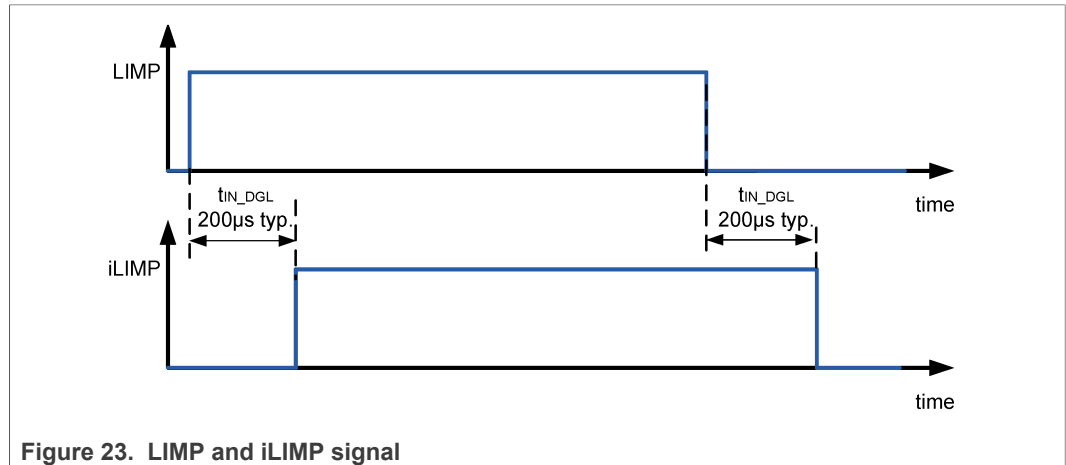 LIMP
tIN_DGL
200µs typ.
tIN_DGL
200µs typ.
time
iLIMP
time
Figure 23. LIMP and iLIMP signal